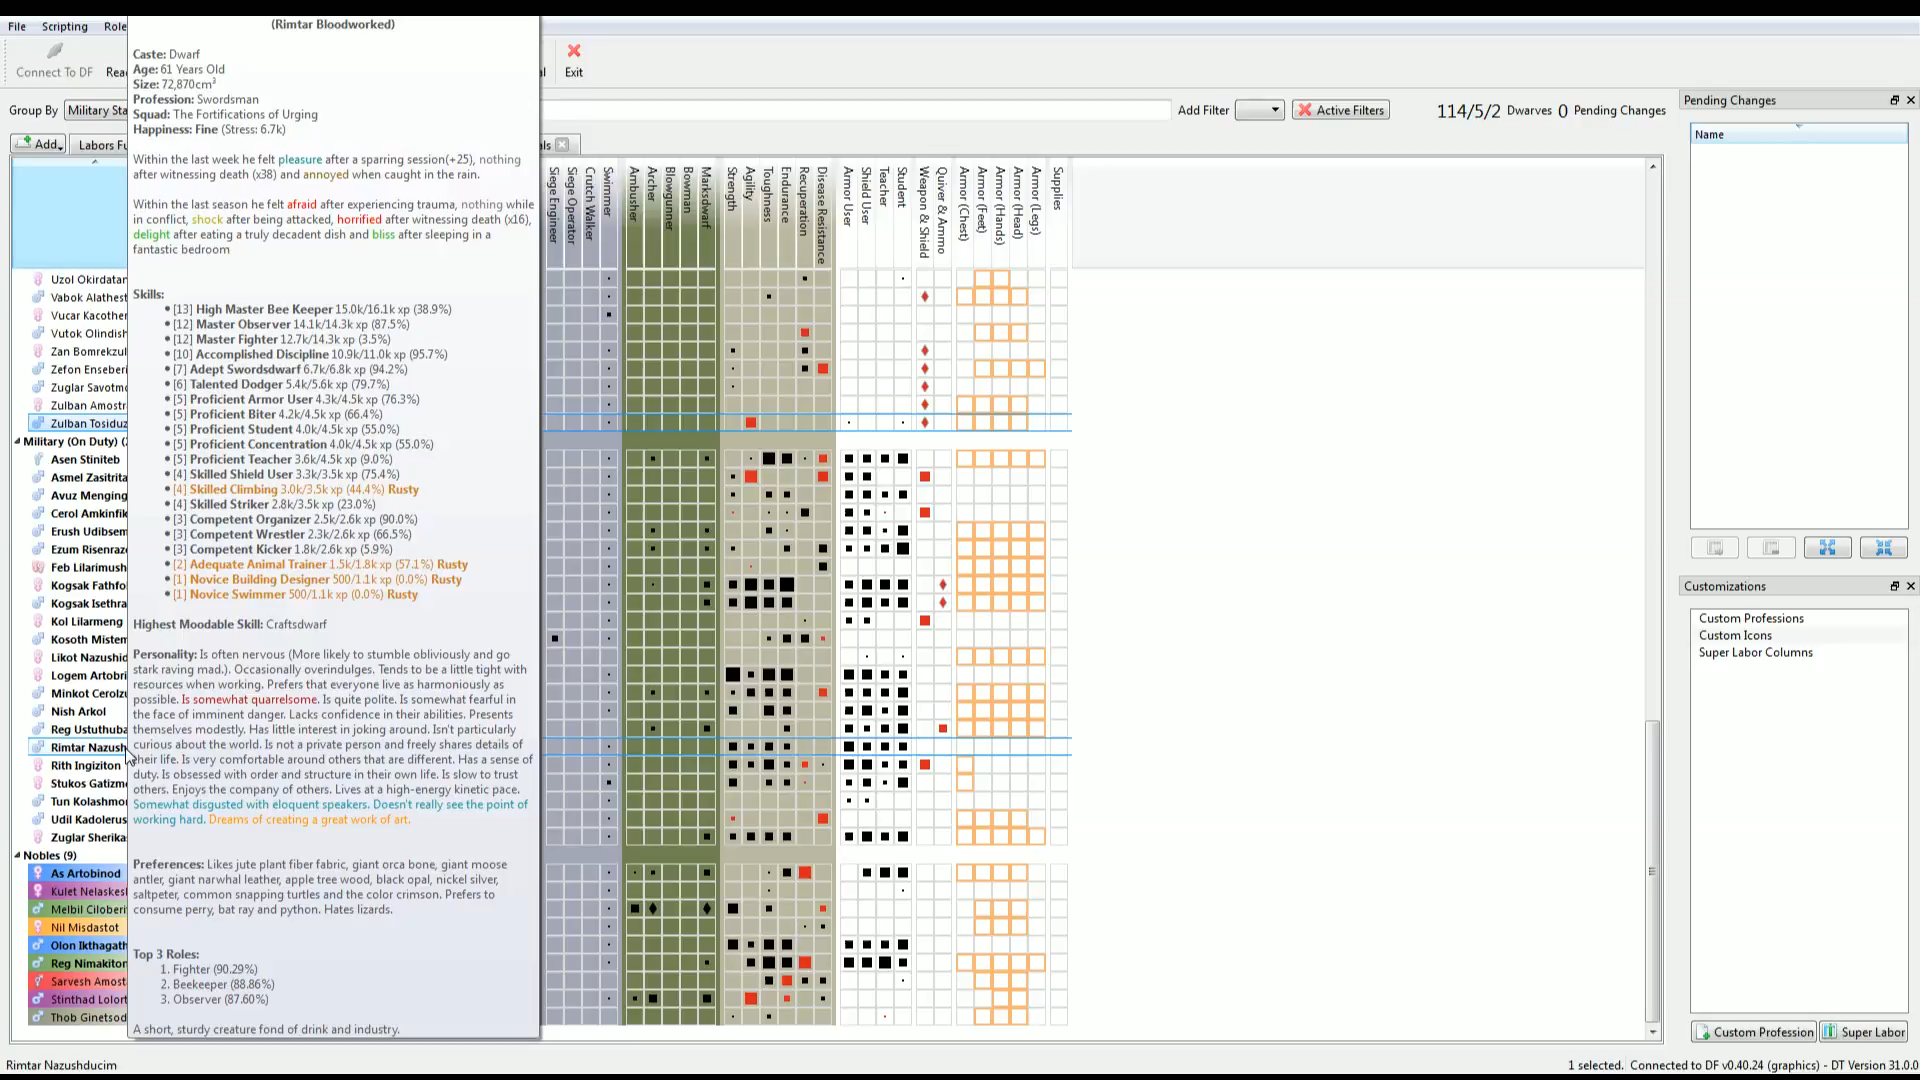 (Rimtar Bloodworked)
File Scripting Role
Caste: Dwarf
Age: 61 Years Old
Size: 72,870cm³
Profession: Swordsman
Squad: The Fortifications of Urging
Happiness: Fine (Stress: 6.7k)
Within the last week he felt pleasure after a sparring session(+25), nothing
after witnessing death (x38) and annoyed when caught in the rain.
Within the last season he felt afraid after experiencing trauma, nothing while
in conflict, shock after being attacked, horrified after witnessing death (x16),
delight after eating a truly decadent dish and bliss after sleeping in a
fantastic bedroom
Skills:
• [13] High Master Bee Keeper 15.0k/16.1k xp (38.9%)
• [12] Master Observer 14.1k/14.3k xp (87.5%)
• [12] Master Fighter 12.7k/14.3k xp (3.5%)
• [10] Accomplished Discipline 10.9k/11.0k xp (95.7%)
• [7] Adept Swordsdwarf 6.7k/6.8k xp (94.2%)
• [6] Talented Dodger 5.4k/5.6k xp (79.7%)
• [5] Proficient Armor User 4.3k/4.5k xp (76.3%)
• [5] Proficient Biter 4.2k/4.5k xp (66.4%)
• [5] Proficient Student 4.0k/4.5k xp (55.0%)
• [5] Proficient Concentration 4.0k/4.5k xp (55.0%)
• [5] Proficient Teacher 3.6k/4.5k xp (9.0%)
• [4] Skilled Shield User 3.3k/3.5k xp (75.4%)
• [4] Skilled Climbing 3.0k/3.5k xp (44.4%) Rusty
• [4] Skilled Striker 2.8k/3.5k xp (23.0%)
• [3] Competent Organizer 2.5k/2.6k xp (90.0%)
• [3] Competent Wrestler 2.3k/2.6k xp (66.5%)
• [3] Competent Kicker 1.8k/2.6k xp (5.9%)
• [2] Adequate Animal Trainer 1.5k/1.8k xp (57.1%) Rusty
• [1] Novice Building Designer 500/1.1k xp (0.0%) Rusty
• [1] Novice Swimmer 500/1.1k xp (0.0%) Rusty
Highest Moodable Skill: Craftsdwarf
Personality: Is often nervous (More likely to stumble obliviously and go
stark raving mad.). Occasionally overindulges. Tends to be a little tight with
resources when working. Prefers that everyone live as harmoniously as
possible. Is somewhat quarrelsome. Is quite polite. Is somewhat fearful in
the face of imminent danger. Lacks confidence in their abilities. Presents
themselves modestly. Has little interest in joking around. Isn't particularly
curious about the world. Is not a private person and freely shares details of
their life. Is very comfortable around others that are different. Has a sense of
duty. Is obsessed with order and structure in their own life. Is slow to trust
others. Enjoys the company of others. Lives at a high-energy kinetic pace.
Somewhat disgusted with eloquent speakers. Doesn't really see the point of
working hard. Dreams of creating a great work of art.
Preferences: Likes jute plant fiber fabric, giant orca bone, giant moose
antler, giant narwhal leather, apple tree wood, black opal, nickel silver,
saltpeter, common snapping turtles and the color crimson. Prefers to
consume perry, bat ray and python. Hates lizards.
Top 3 Roles:
1. Fighter (90.29%)
2. Beekeeper (88.86%)
3. Observer (87.60%)
A short, sturdy creature fond of drink and industry.
Connect To DF Rea
Exit
Group By Military Sta
Add Filter
Active Filters
114/5/2 Dwarves 0 Pending Changes
Add
Labors Fu
ls
Siege Engineer
Siege Operator
Crutch Walker
Swimmer
Ambusher
Archer
Blowgunner
Bowman
Marksdwarf
Strength
Agility
Toughness
Endurance
Recuperation
Disease Resistance
Armor User
Shield User
Teacher
Student
Weapon & Shield
Quiver & Ammo
Armor (Chest)
Armor (Feet)
Armor (Hands)
Armor (Head)
Armor (Legs)
Supplies
Uzol Okirdatar
Vabok Alathest
Vucar Kacother
Vutok Olindish
Zan Bomrekzul
Zefon Enseberi
Zuglar Savotm
Zulban Amostr
Zulban Tosiduz
Military (On Duty) (
Asen Stiniteb
Asmel Zasitrita
Avuz Menging
Cerol Amkinfik
Erush Udibsem
Ezum Risenraz
Feb Lilarimush
Kogsak Fathfo
Kogsak Isethra
Kol Lilarmeng
Kosoth Mistem
Likot Nazushid
Logem Artobri
Minkot Cerolz
Nish Arkol
Reg Ustuthuba
Rimtar Nazush
Rith Ingiziton
Stukos Gatizm
Tun Kolashmo
Udil Kadolerus
Zuglar Sherika
Nobles (9)
As Artobinod
Kulet Nelaskes
Melbil Ciloberi
Nil Misdastot
Olon Ikthagath
Reg Nimakiton
Sarvesh Amost
Stinthad Lolort
Thob Ginetsod
Pending Changes
Name
Customizations
Custom Professions
Custom Icons
Super Labor Columns
Custom Profession
Super Labor
Rimtar Nazushducim
1 selected. Connected to DF v0.40.24 (graphics) - DT Version 31.0.0